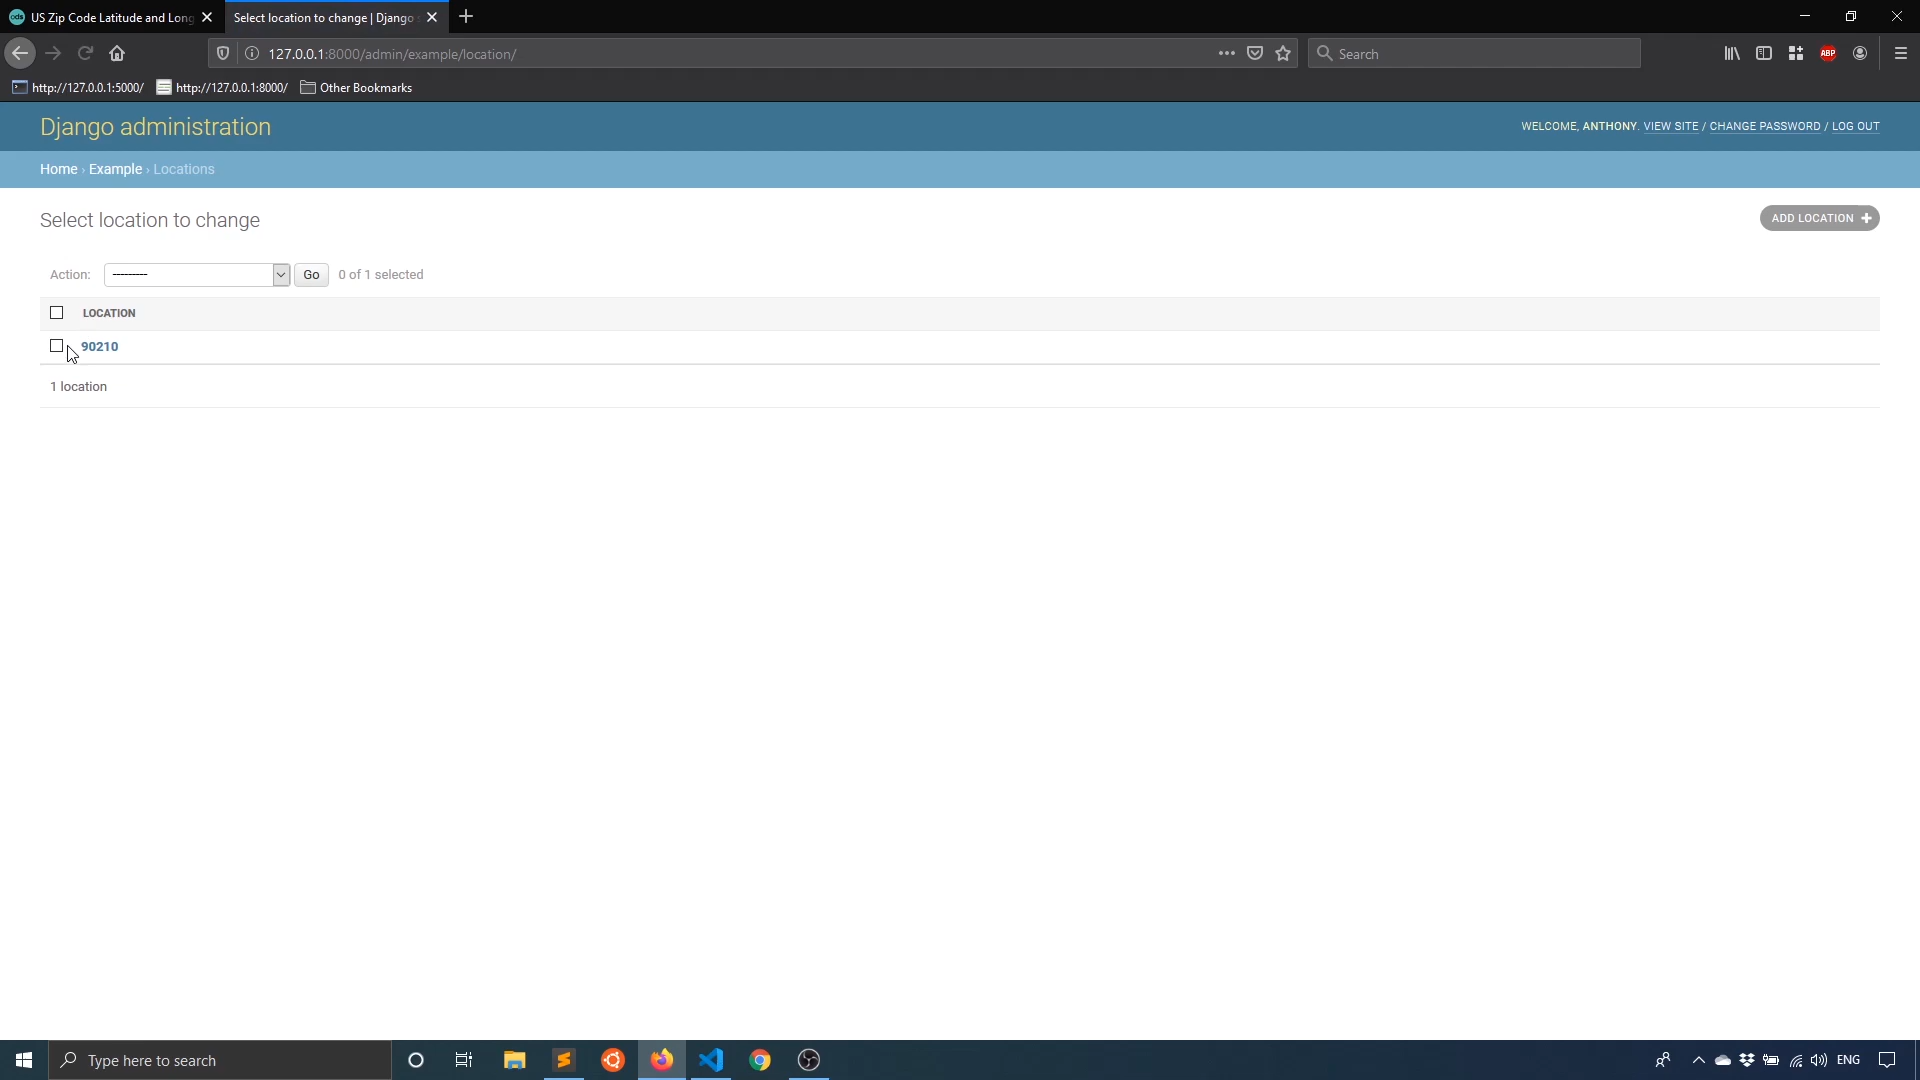 US Zip Code Latitude and Long
Select location to change | Django
127.0.0.1:8000/admin/example/location/
Search
ABP
http://127.0.0.1:5000/
http://127.0.0.1:8000/
Other Bookmarks
Django administration
WELCOME, ANTHONY. VIEW SITE / CHANGE PASSWORD / LOG OUT
Home › Example › Locations
Select location to change
ADD LOCATION +
Action: --------- Go 0 of 1 selected
LOCATION
90210
1 location
Type here to search
ENG